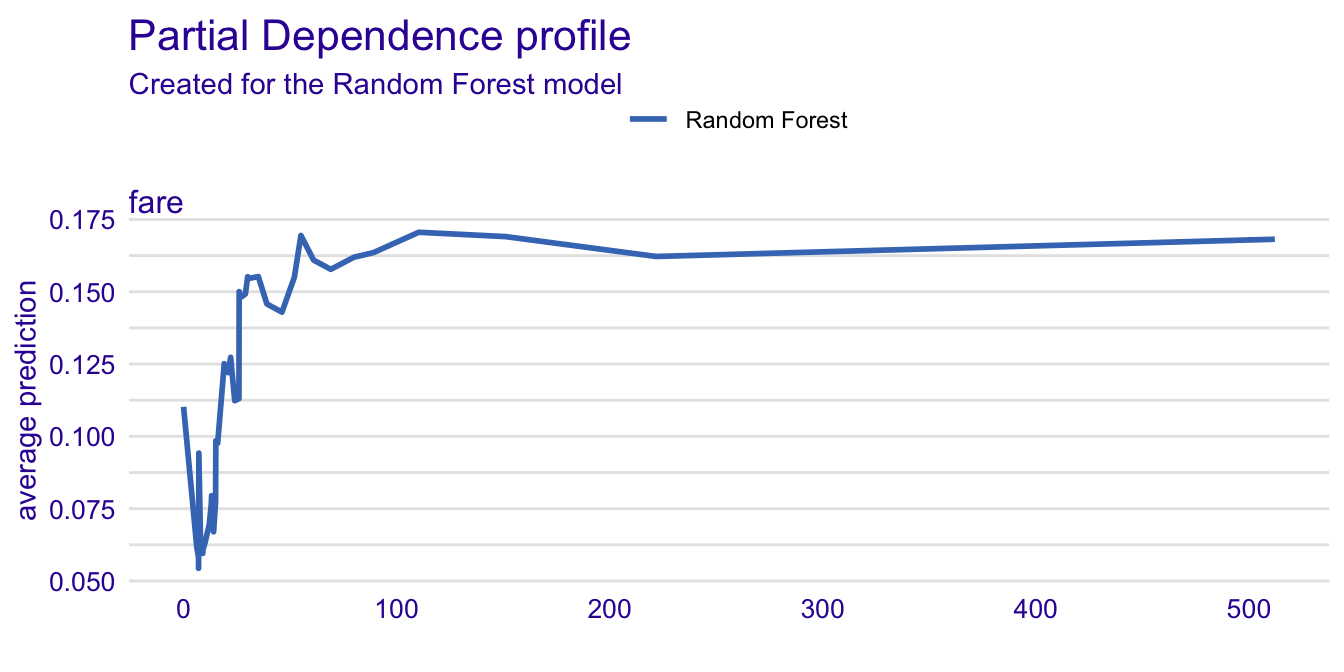 Partial Dependence profile
Created for the Random Forest model
Random Forest
fare
average prediction
0.175
0.150
0.125
0.100
0.075
0.050
0 100 200 300 400 500